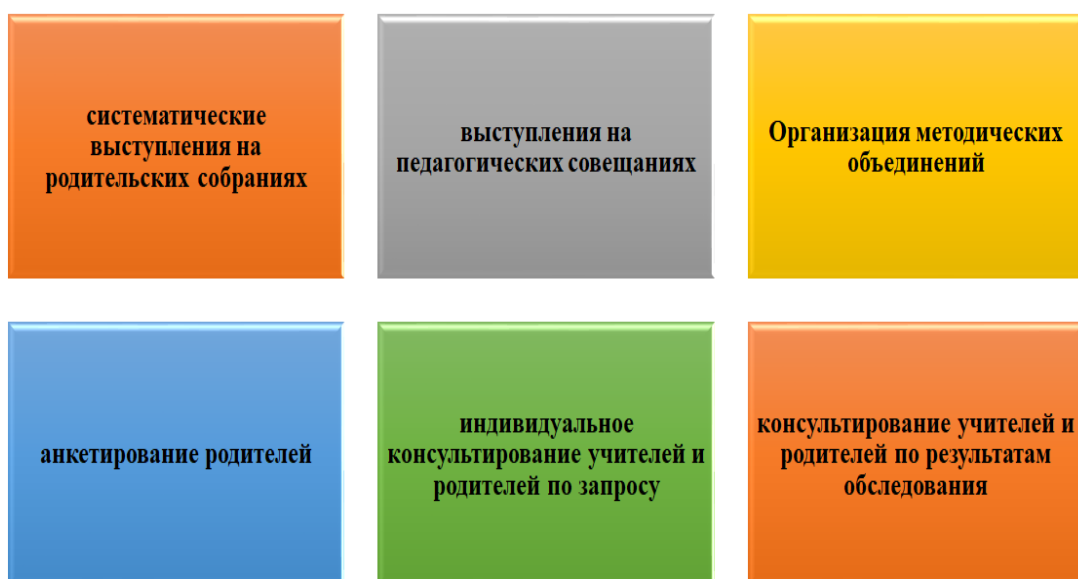 систематические
выступления на
родительских собраниях
выступления на
педагогических совещаниях
Организация методических
объединений
анкетирование родителей
индивидуальное
консультирование учителей и
родителей по запросу
консультирование учителей и
родителей по результатам
обследования